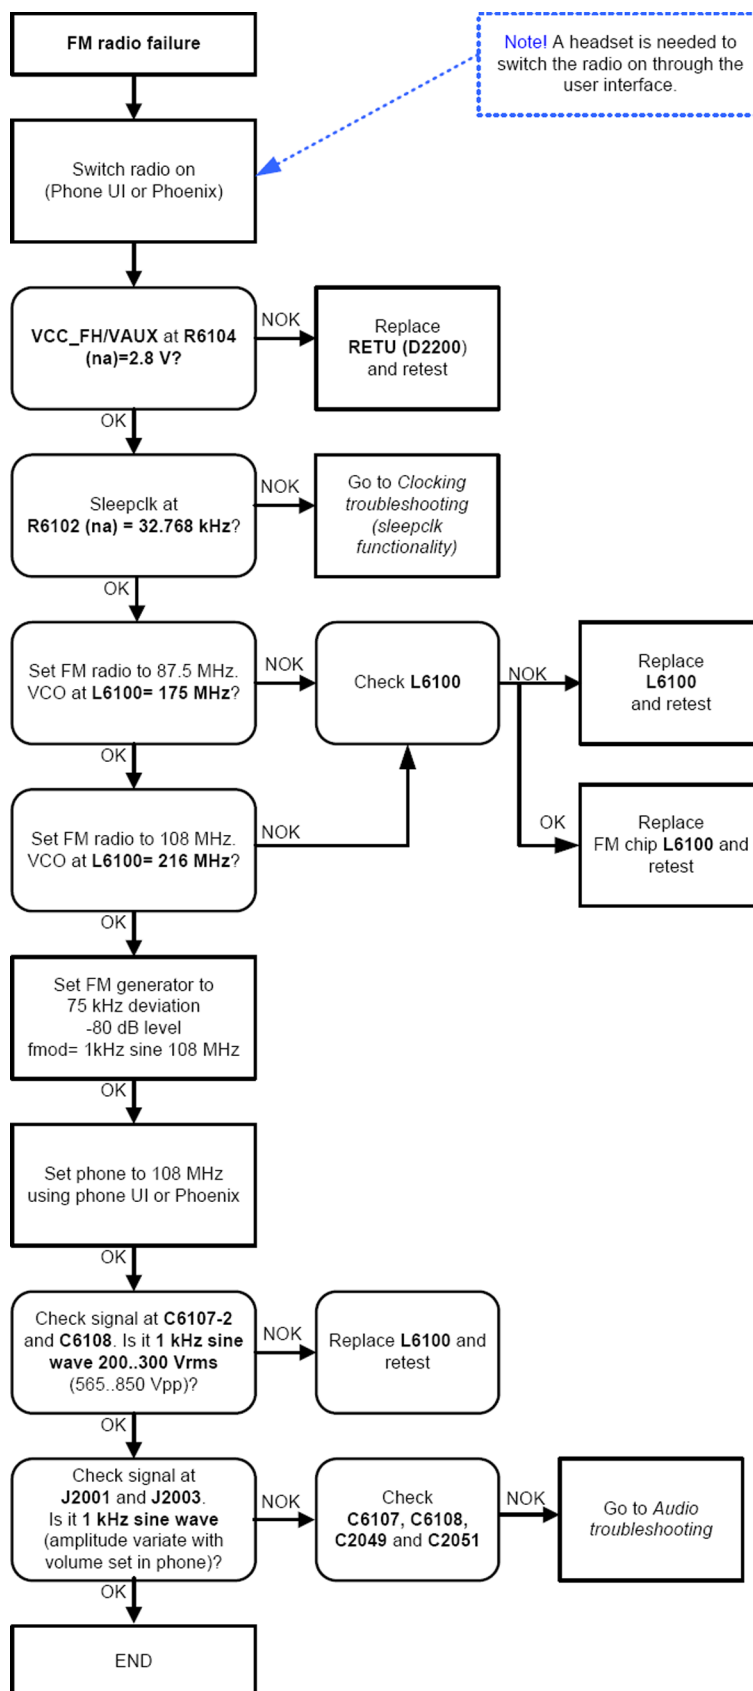 FM radio failure
Note! A headset is needed to
switch the radio on through the
user interface.
Switch radio on
(Phone UI or Phoenix)
VCC_FH/VAUX at R6104
(na)=2.8 V?
NOK
Replace
RETU (D2200)
and retest
OK
Sleepclk at
R6102 (na) = 32.768 kHz?
NOK
Go to Clocking
troubleshooting
(sleepclk
functionality)
OK
Set FM radio to 87.5 MHz.
VCO at L6100= 175 MHz?
NOK
Check L6100
NOK
Replace
L6100
and retest
OK
Set FM radio to 108 MHz.
VCO at L6100= 216 MHz?
NOK
OK
Replace
FM chip L6100 and
retest
OK
Set FM generator to
75 kHz deviation
-80 dB level
fmod= 1kHz sine 108 MHz
OK
Set phone to 108 MHz
using phone UI or Phoenix
OK
Check signal at C6107-2
and C6108. Is it 1 kHz sine
wave 200..300 Vrms
(565..850 Vpp)?
NOK
Replace L6100 and
retest
OK
Check signal at
J2001 and J2003.
Is it 1 kHz sine wave
(amplitude variate with
volume set in phone)?
NOK
Check
C6107, C6108,
C2049 and C2051
NOK
Go to Audio
troubleshooting
OK
END